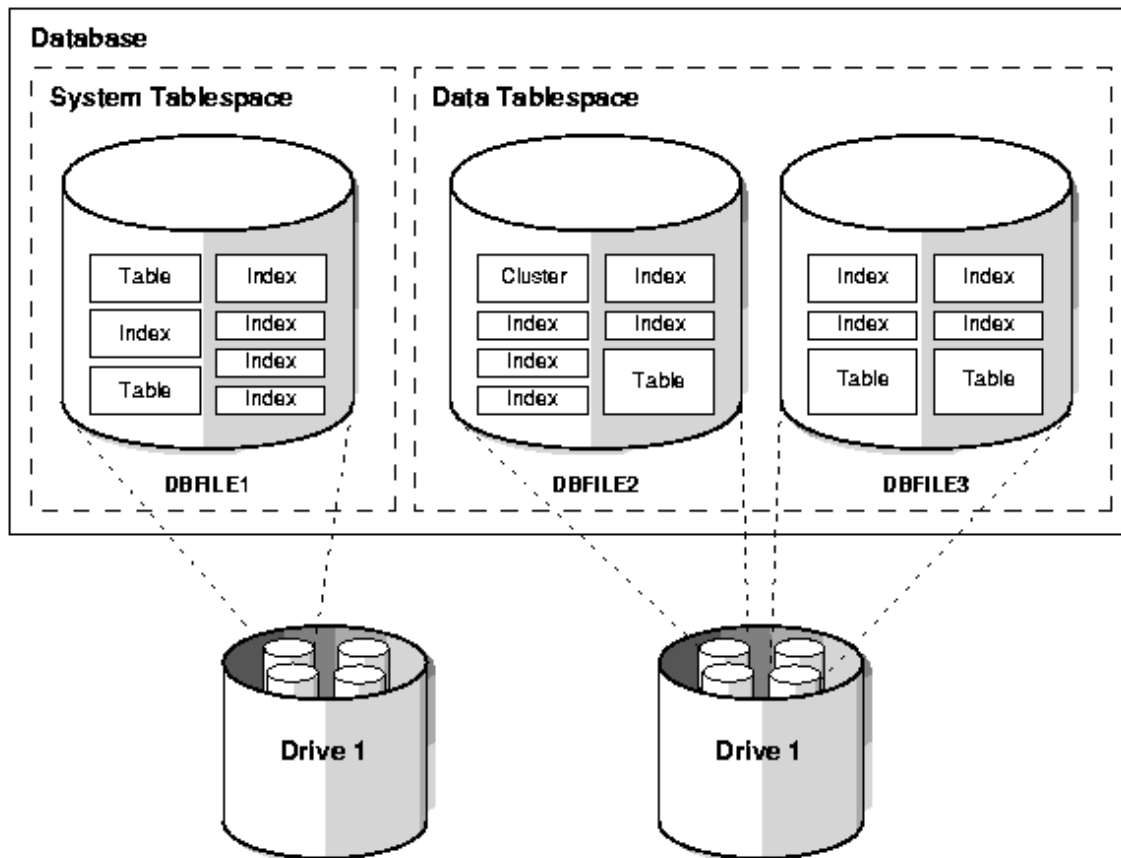 Database
System Tablespace
Data Tablespace
Table
Index
Index
Index
Table
Index
Index
Index
DBFILE1
Cluster
Index
Index
Index
Index
Index
Table
DBFILE2
Index
Index
Index
Index
Table
Table
DBFILE3
Drive 1
Drive 1